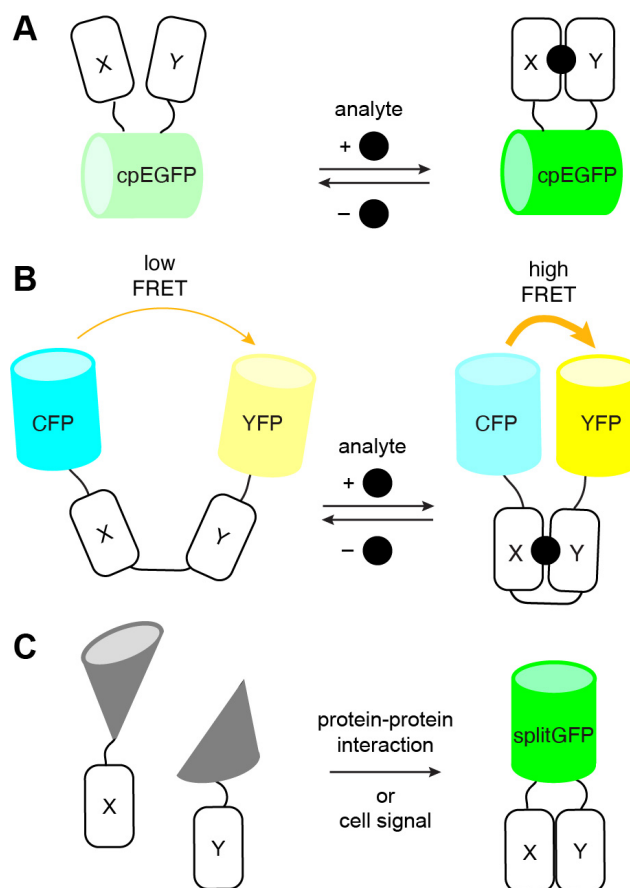 A
X
Y
cpEGFP
analyte
+
–
X
Y
cpEGFP
B
low
FRET
CFP
YFP
X
Y
analyte
+
–
high
FRET
CFP
YFP
X
Y
C
X
Y
protein-protein
interaction
or
cell signal
splitGFP
X
Y